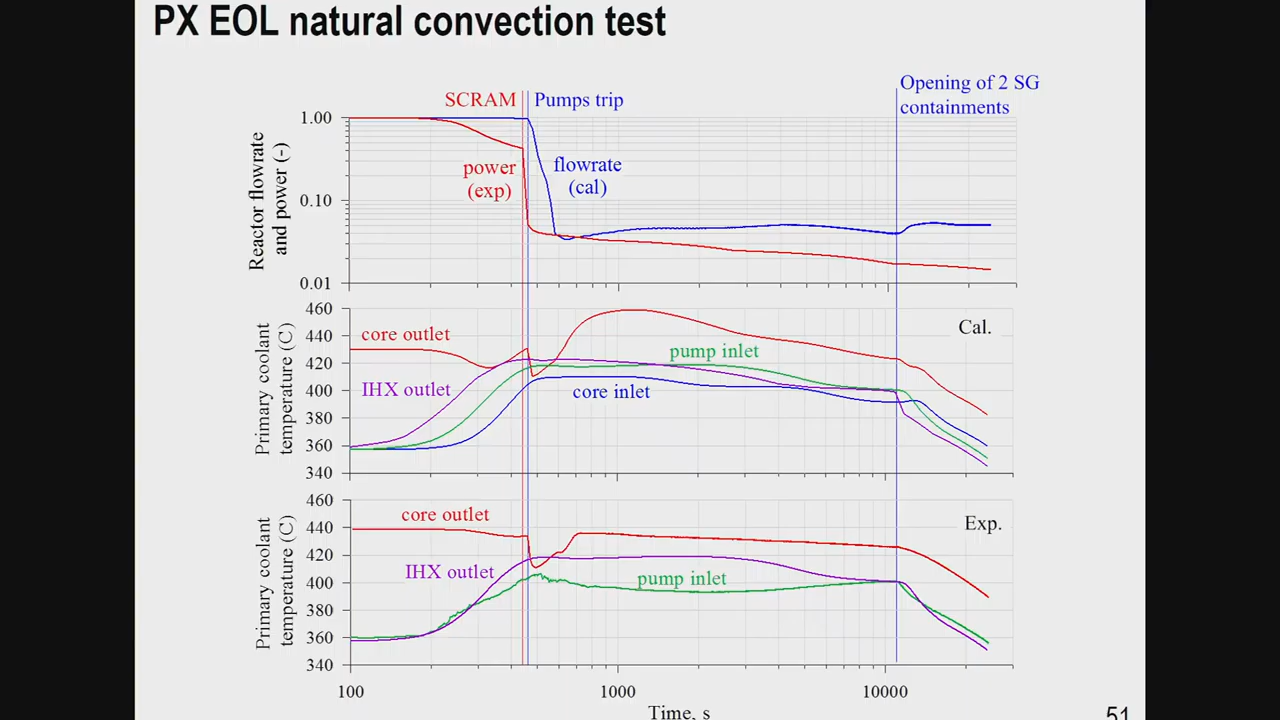 PX EOL natural convection test
SCRAM
Pumps trip
Opening of 2 SG
containments
Reactor flowrate
and power (-)
1.00
0.10
0.01
power
(exp)
flowrate
(cal)
Primary coolant
temperature (C)
460
440
420
400
380
360
340
Cal.
core outlet
IHX outlet
pump inlet
core inlet
Primary coolant
temperature (C)
460
440
420
400
380
360
340
Exp.
core outlet
IHX outlet
pump inlet
100
1000
10000
Time, s
51